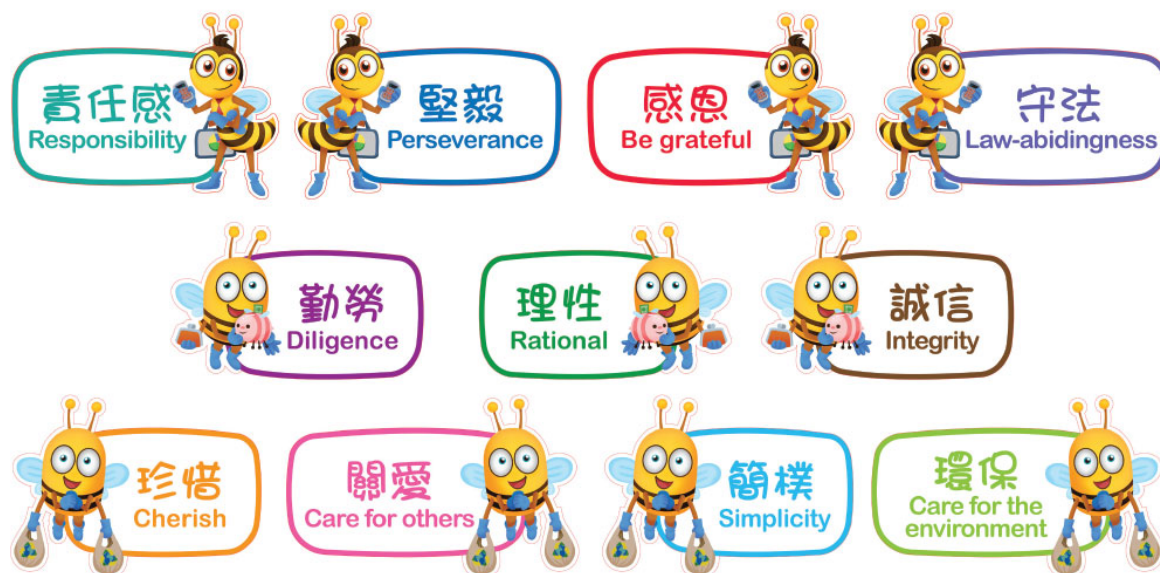 責任感
Responsibility
堅毅
Perseverance
感恩
Be grateful
守法
Law-abidingness
勤勞
Diligence
理性
Rational
誠信
Integrity
珍惜
Cherish
關愛
Care for others
簡樸
Simplicity
環保
Care for the
environment